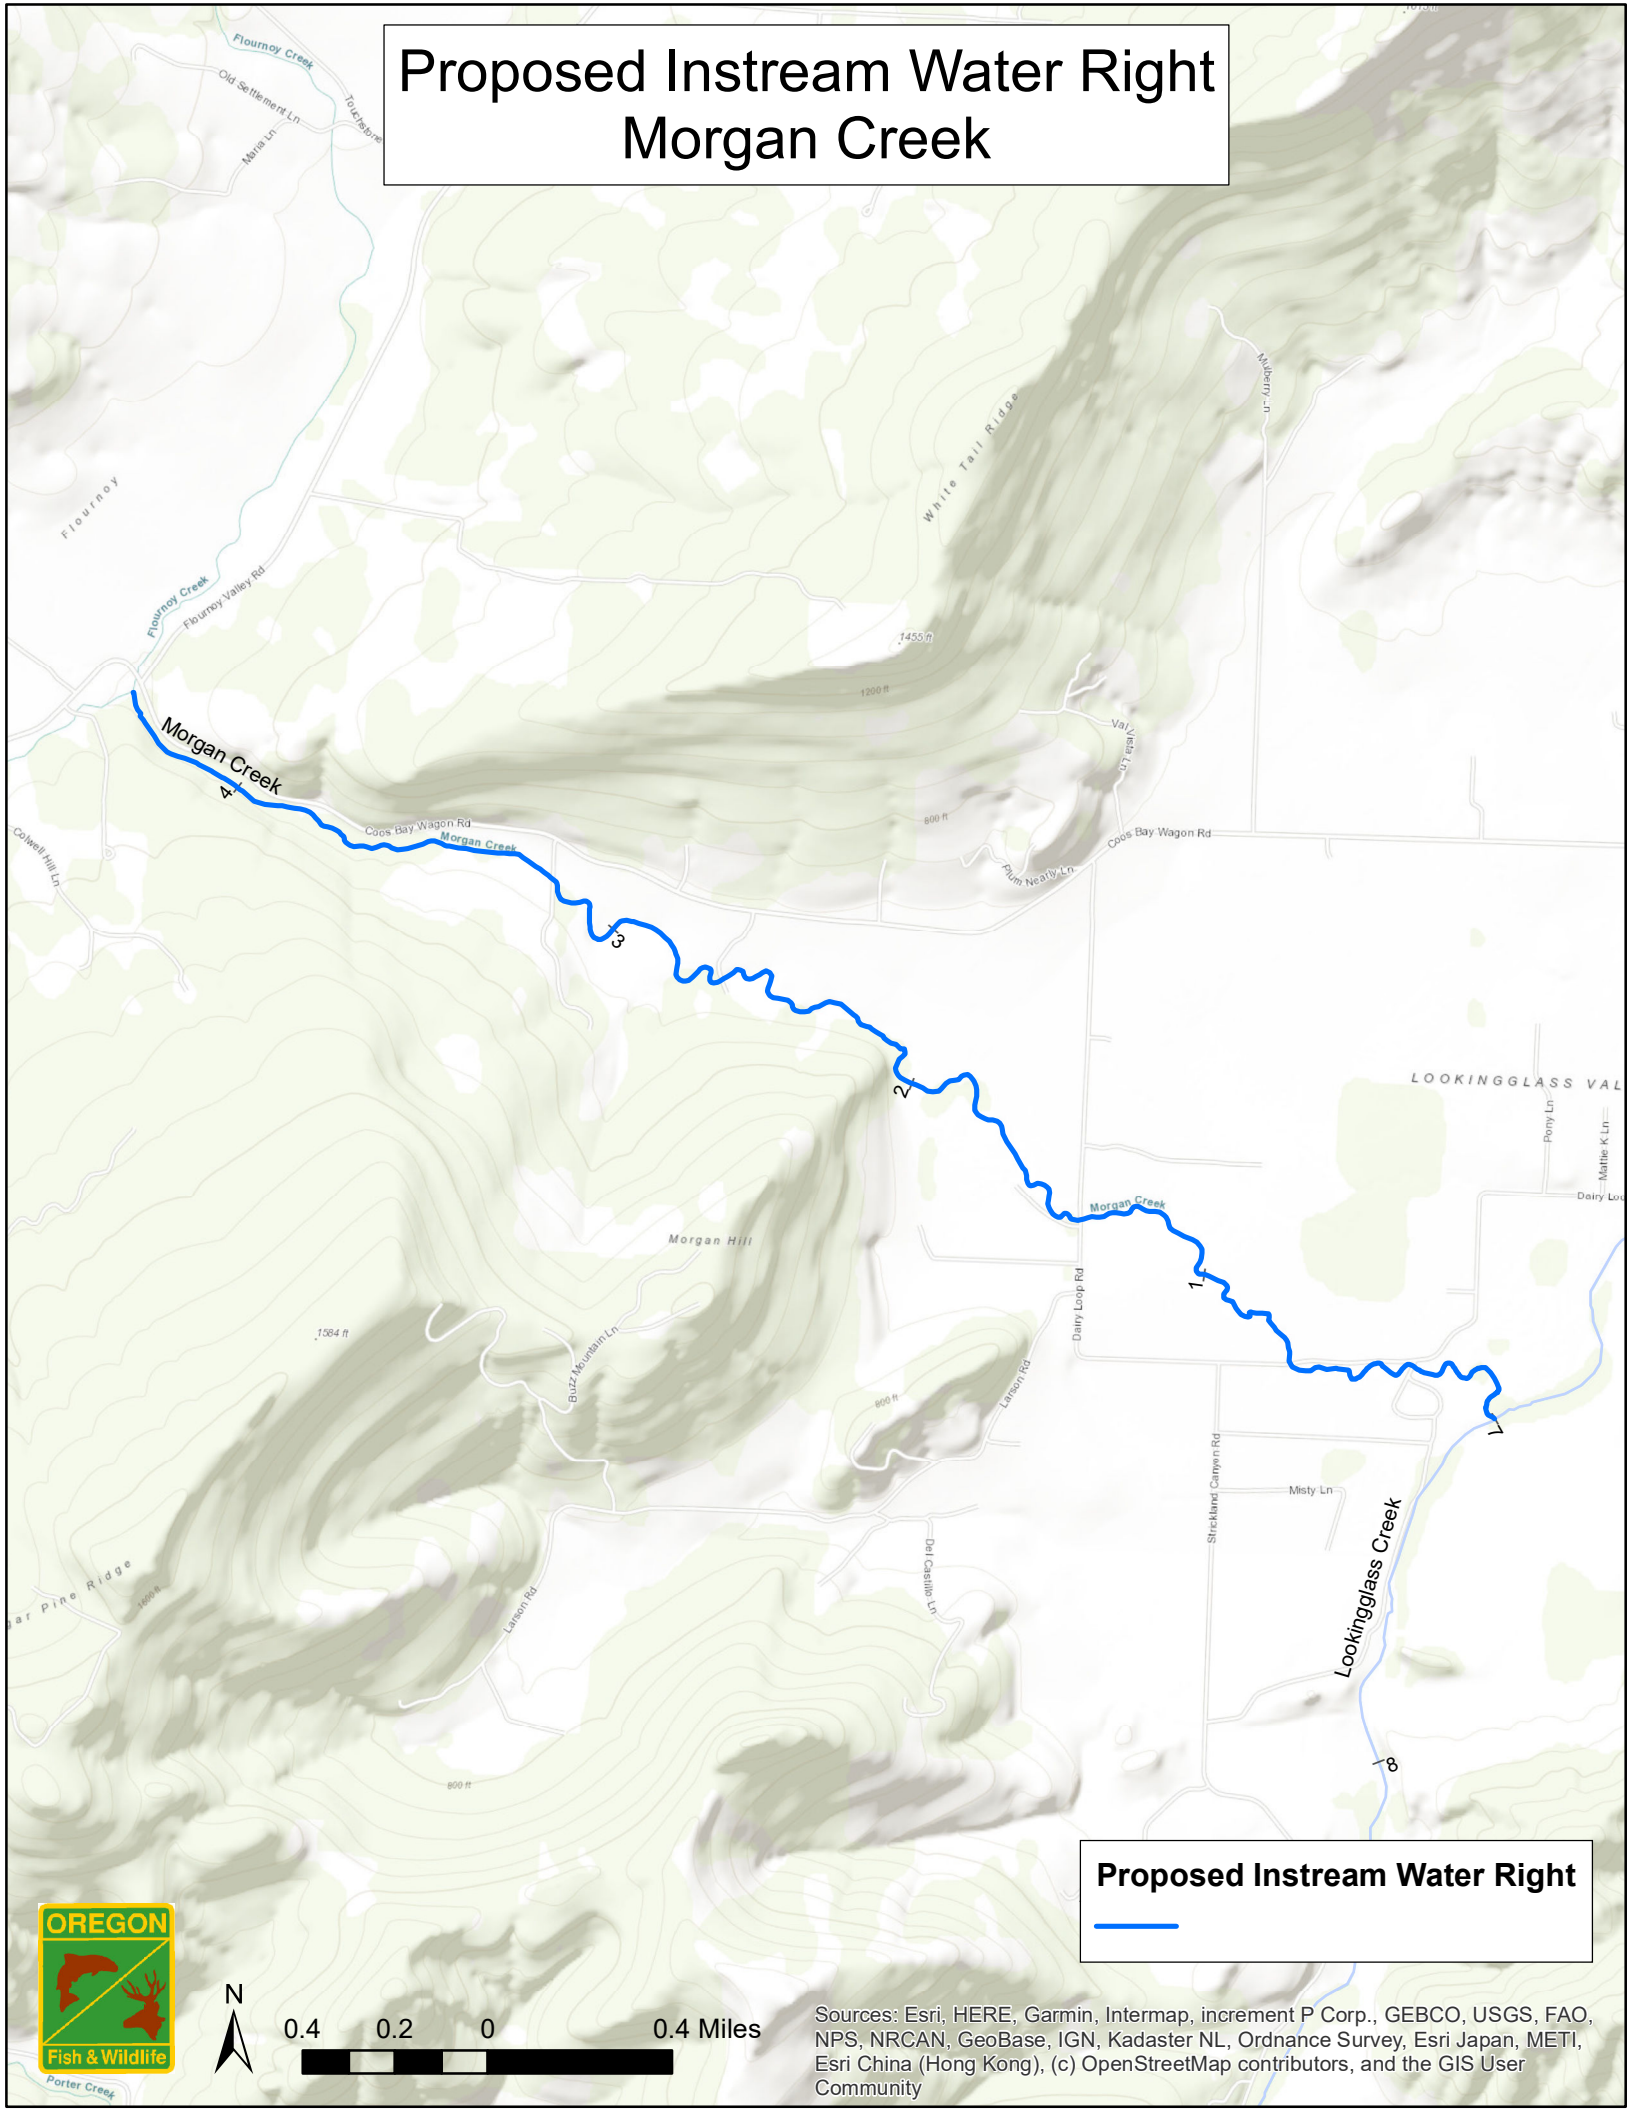 Proposed Instream Water Right
Morgan Creek
Flournoy Creek
Old Settlement Ln
Maria Ln
Touchstone
White Tail Ridge
Mulberry Ln
Flournoy
Flournoy Creek
Flournoy Valley Rd
1455 ft
1200 ft
Val Vista Ln
Morgan Creek
4
Coos Bay Wagon Rd
Morgan Creek
800 ft
Coos Bay Wagon Rd
Plum Nearly Ln
Colwell Hill Ln
3
2
LOOKINGGLASS VAL
Pony Ln
Mattie K Ln
Dairy Loo
Morgan Creek
Morgan Hill
1
Dairy Loop Rd
1584 ft
Buzz Mountain Ln
Larson Rd
800 ft
7
Strickland Canyon Rd
Misty Ln
Lookingglass Creek
Del Castillo Ln
gar Pine Ridge
1600 ft
Larson Rd
800 ft
8
Proposed Instream Water Right
OREGON
Fish & Wildlife
Porter Creek
N
0.4 0.2 0 0.4 Miles
Sources: Esri, HERE, Garmin, Intermap, increment P Corp., GEBCO, USGS, FAO,
NPS, NRCAN, GeoBase, IGN, Kadaster NL, Ordnance Survey, Esri Japan, METI,
Esri China (Hong Kong), (c) OpenStreetMap contributors, and the GIS User
Community